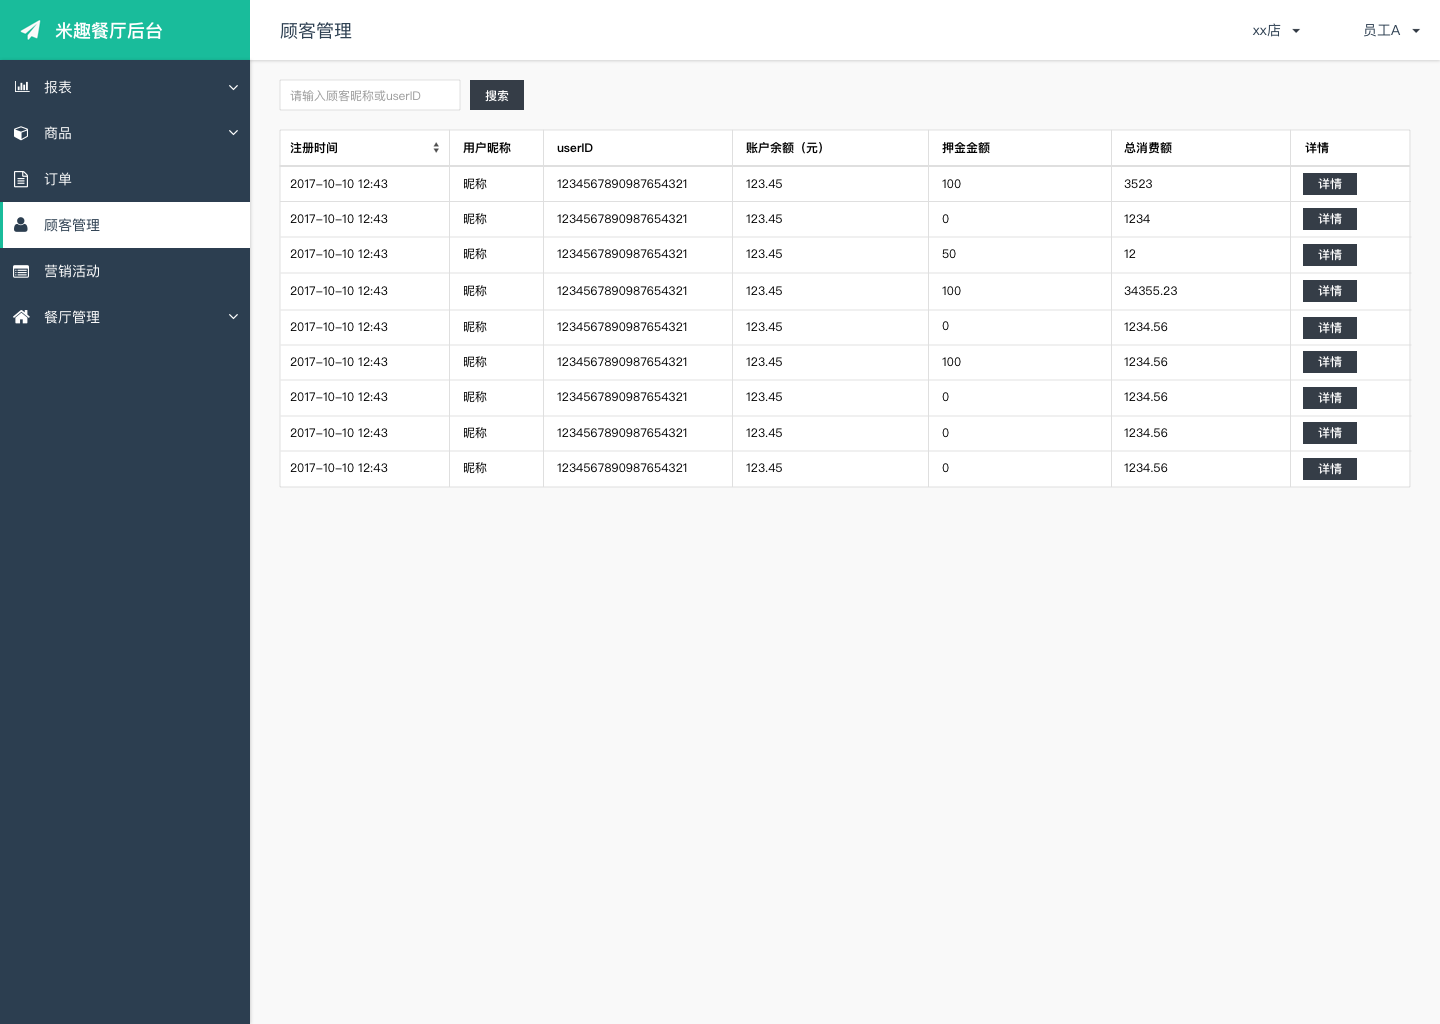 米趣餐厅后台
顾客管理
xx店
员工A
报表
商品
订单
顾客管理
营销活动
餐厅管理
请输入顾客昵称或userID
搜索
注册时间 用户昵称 userID 账户余额（元） 押金金额 总消费额 详情
2017-10-10 12:43 昵称 1234567890987654321 123.45 100 3523 详情
2017-10-10 12:43 昵称 1234567890987654321 123.45 0 1234 详情
2017-10-10 12:43 昵称 1234567890987654321 123.45 50 12 详情
2017-10-10 12:43 昵称 1234567890987654321 123.45 100 34355.23 详情
2017-10-10 12:43 昵称 1234567890987654321 123.45 0 1234.56 详情
2017-10-10 12:43 昵称 1234567890987654321 123.45 100 1234.56 详情
2017-10-10 12:43 昵称 1234567890987654321 123.45 0 1234.56 详情
2017-10-10 12:43 昵称 1234567890987654321 123.45 0 1234.56 详情
2017-10-10 12:43 昵称 1234567890987654321 123.45 0 1234.56 详情